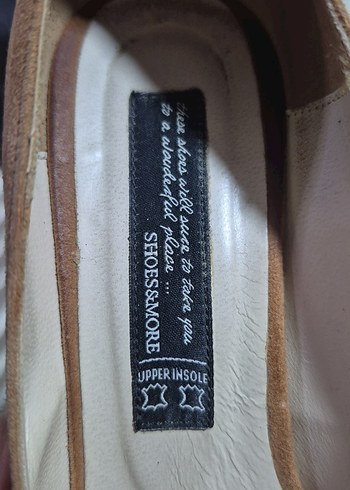 these shoes will sure to take you
to a wonderful place ...
SHOES&MORE
UPPER INSOLE